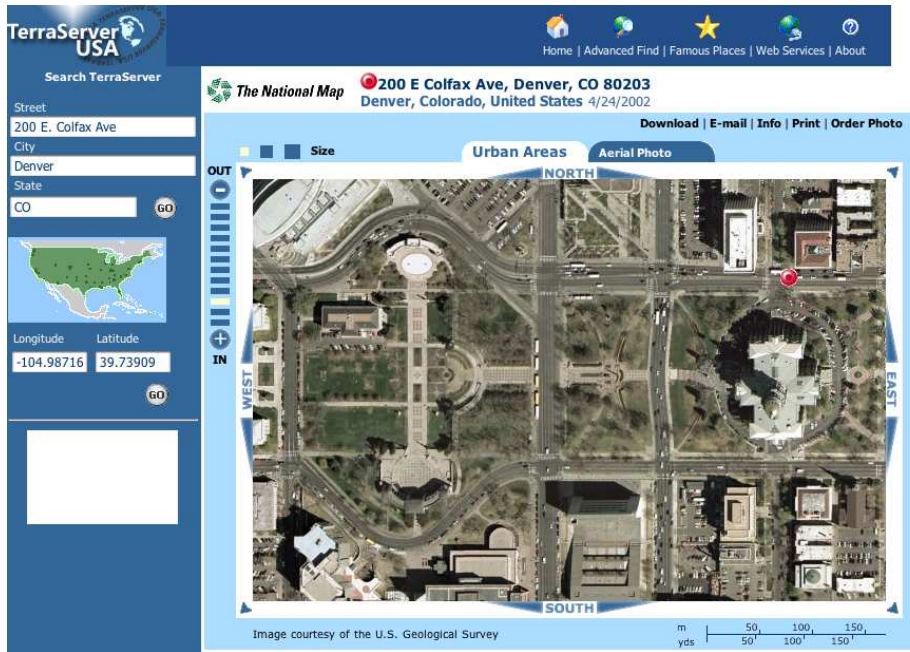 TerraServer
USA
Home | Advanced Find | Famous Places | Web Services | About
Search TerraServer
Street
200 E. Colfax Ave
City
Denver
State
CO
GO
Longitude Latitude
-104.98716 39.73909
GO
The National Map
200 E Colfax Ave, Denver, CO 80203
Denver, Colorado, United States 4/24/2002
Download | E-mail | Info | Print | Order Photo
Size
Urban Areas
Aerial Photo
OUT
IN
NORTH
WEST
EAST
SOUTH
Image courtesy of the U.S. Geological Survey
m 50 100 150
yds 50' 100' 150'